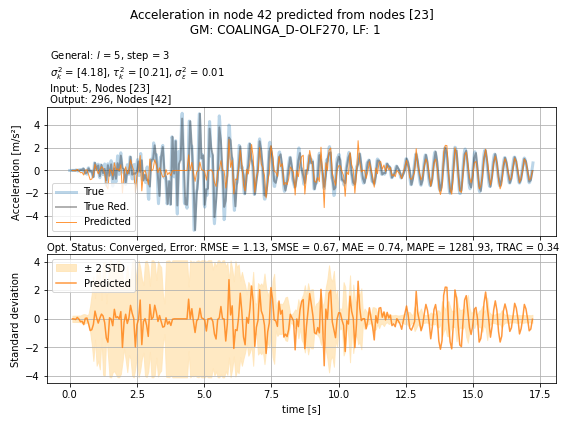 Acceleration in node 42 predicted from nodes [23]
GM: COALINGA_D-OLF270, LF: 1
General: l = 5, step = 3
σ²ₖ = [4.18], τ²ₖ = [0.21], σ²ε = 0.01
Input: 5, Nodes [23]
Output: 296, Nodes [42]
Acceleration [m/s²]
4
2
0
−2
−4
True
True Red.
Predicted
Opt. Status: Converged, Error: RMSE = 1.13, SMSE = 0.67, MAE = 0.74, MAPE = 1281.93, TRAC = 0.34
Standard deviation
4
2
0
−2
−4
± 2 STD
Predicted
0.0 2.5 5.0 7.5 10.0 12.5 15.0 17.5
time [s]